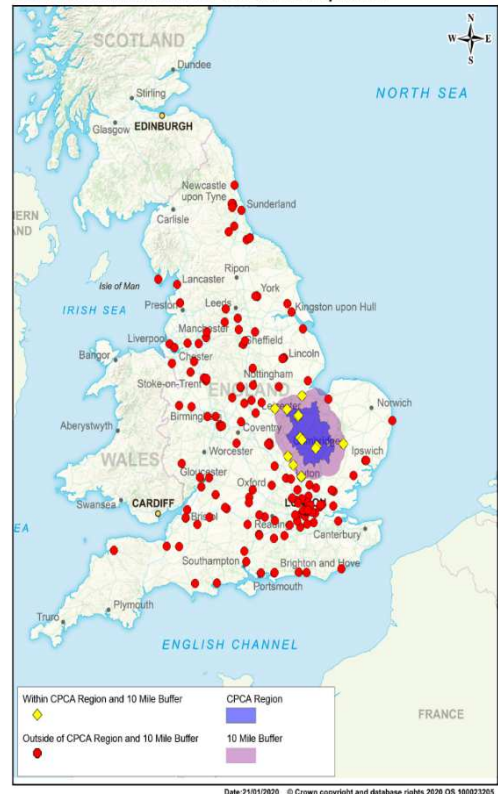 SCOTLAND
Dundee
Stirling
EDINBURGH
Glasgow
N
W E
S
NORTH SEA
Newcastle
upon Tyne
Sunderland
Carlisle
Isle of Man
Lancaster
Ripon
York
IRISH SEA
Preston
Leeds
Kingston upon Hull
Manchester
Liverpool
Sheffield
Bangor
Chester
Lincoln
Stoke-on-Trent
Nottingham
ENGLAND
Norwich
Leicester
Birmingham
Aberystwyth
Coventry
Ipswich
WALES
Worcester
Gloucester
Oxford
Swansea
CARDIFF
Bristol
Reading
Canterbury
Southampton
Brighton and Hove
Portsmouth
Plymouth
Truro
ENGLISH CHANNEL
FRANCE
Within CPCA Region and 10 Mile Buffer
CPCA Region
Outside of CPCA Region and 10 Mile Buffer
10 Mile Buffer
Date:21/01/2020 © Crown copyright and database rights 2020 OS 100023205